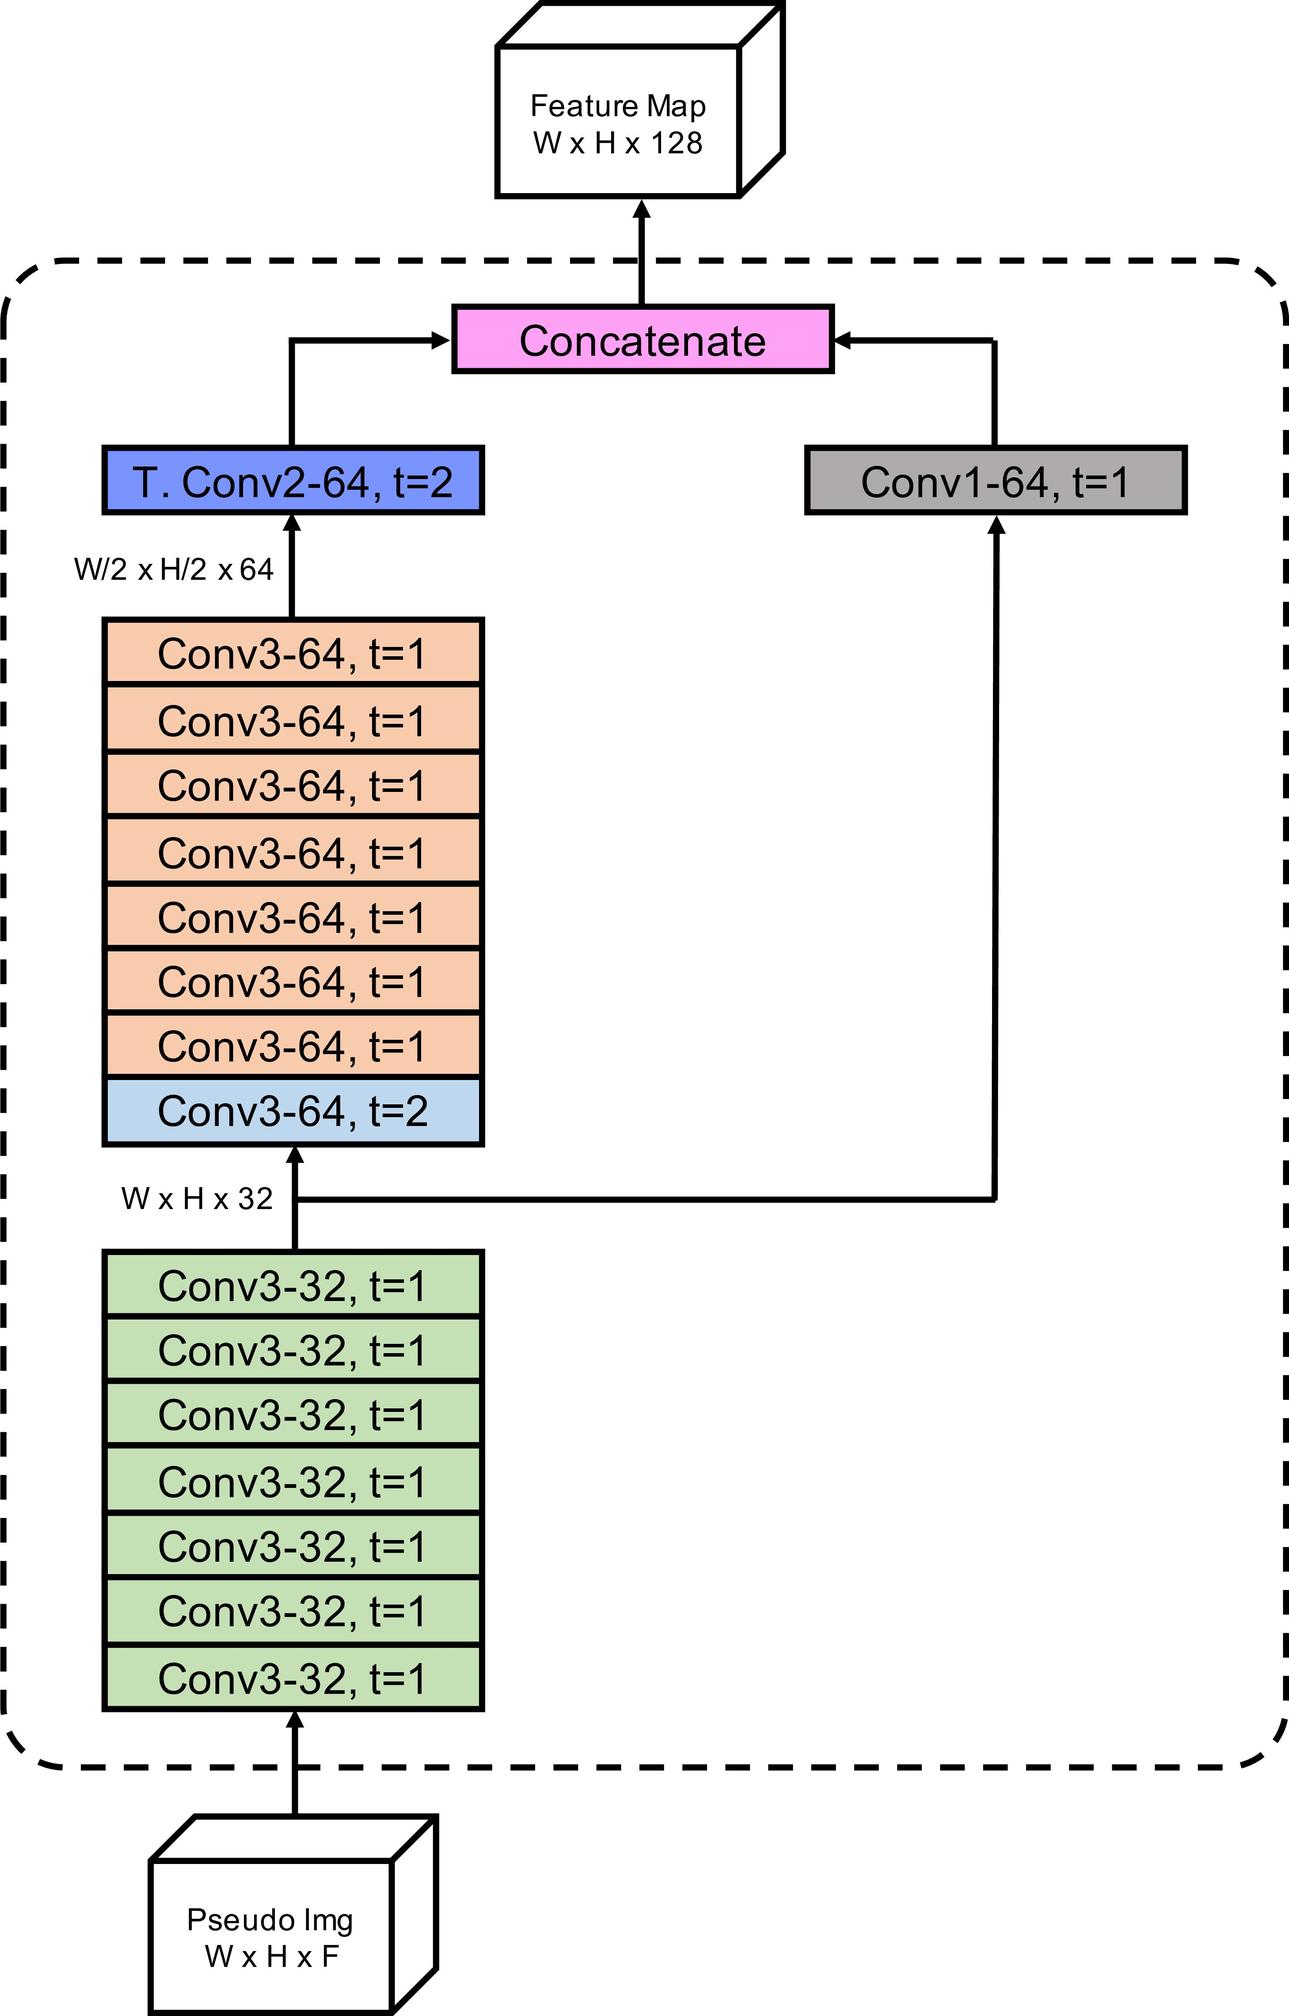 Feature Map
W x H x 128
Concatenate
T. Conv2-64, t=2
Conv1-64, t=1
W/2 x H/2 x 64
Conv3-64, t=1
Conv3-64, t=1
Conv3-64, t=1
Conv3-64, t=1
Conv3-64, t=1
Conv3-64, t=1
Conv3-64, t=1
Conv3-64, t=2
W x H x 32
Conv3-32, t=1
Conv3-32, t=1
Conv3-32, t=1
Conv3-32, t=1
Conv3-32, t=1
Conv3-32, t=1
Conv3-32, t=1
Pseudo Img
W x H x F